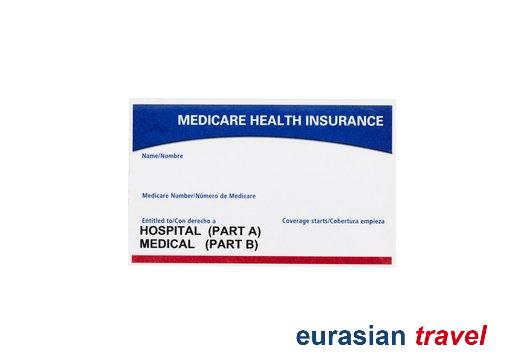 MEDICARE HEALTH INSURANCE
Name/Nombre
Medicare Number/Número de Medicare
Entitled to/Con derecho a Coverage starts/Cobertura empieza
HOSPITAL (PART A)
MEDICAL (PART B)
eurasian travel